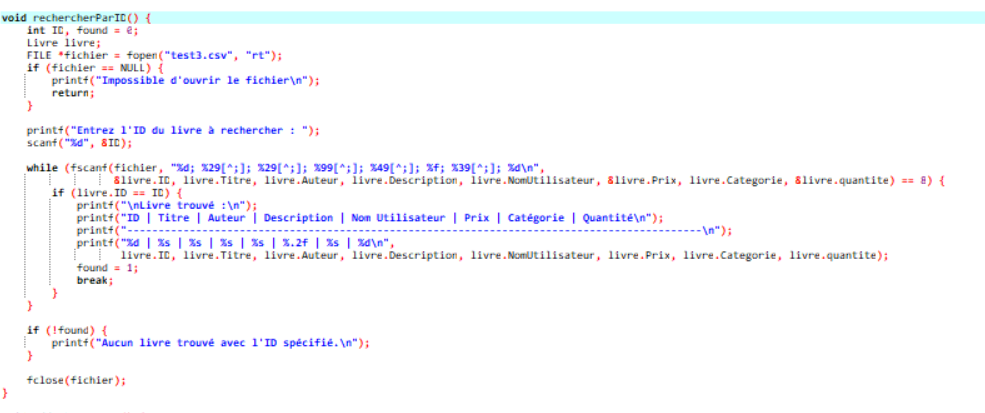 void rechercherParID() {
    int ID, found = 0;
    Livre livre;
    FILE *fichier = fopen("test3.csv", "rt");
    if (fichier == NULL) {
        printf("Impossible d'ouvrir le fichier\n");
        return;
    }
    printf("Entrez l'ID du livre à rechercher : ");
    scanf("%d", &ID);
    while (fscanf(fichier, "%d; %29[^;]; %29[^;]; %99[^;]; %49[^;]; %f; %39[^;]; %d\n",
                  &livre.ID, livre.Titre, livre.Auteur, livre.Description, livre.NomUtilisateur, &livre.Prix, livre.Categorie, &livre.quantite) == 8) {
        if (livre.ID == ID) {
            printf("\nLivre trouvé :\n");
            printf("ID | Titre | Auteur | Description | Nom Utilisateur | Prix | Catégorie | Quantité\n");
            printf("--------------------------------------------------------------------------------------\n");
            printf("%d | %s | %s | %s | %s | %.2f | %s | %d\n",
                   livre.ID, livre.Titre, livre.Auteur, livre.Description, livre.NomUtilisateur, livre.Prix, livre.Categorie, livre.quantite);
            found = 1;
            break;
        }
    }
    if (!found) {
        printf("Aucun livre trouvé avec l'ID spécifié.\n");
    }
    fclose(fichier);
}